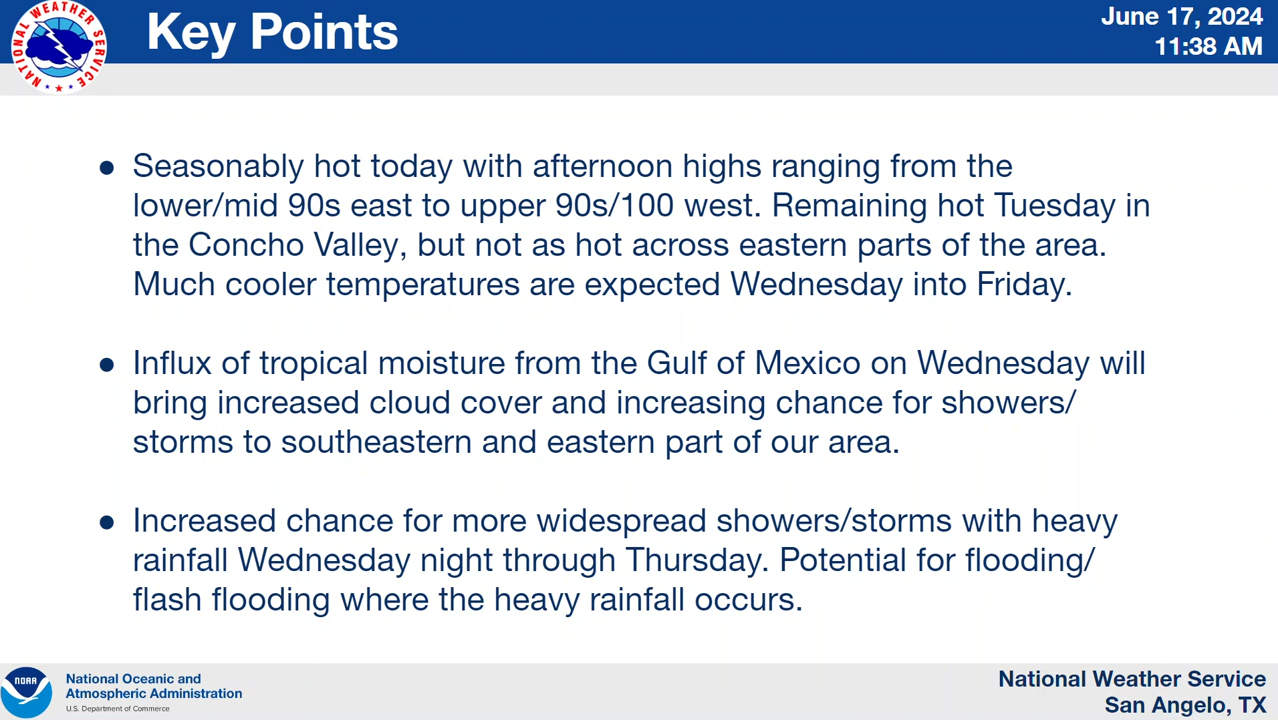 NATIONAL WEATHER SERVICE
Key Points
June 17, 2024
11:38 AM
● Seasonably hot today with afternoon highs ranging from the
lower/mid 90s east to upper 90s/100 west. Remaining hot Tuesday in
the Concho Valley, but not as hot across eastern parts of the area.
Much cooler temperatures are expected Wednesday into Friday.
● Influx of tropical moisture from the Gulf of Mexico on Wednesday will
bring increased cloud cover and increasing chance for showers/
storms to southeastern and eastern part of our area.
● Increased chance for more widespread showers/storms with heavy
rainfall Wednesday night through Thursday. Potential for flooding/
flash flooding where the heavy rainfall occurs.
NOAA
National Oceanic and
Atmospheric Administration
U.S. Department of Commerce
National Weather Service
San Angelo, TX